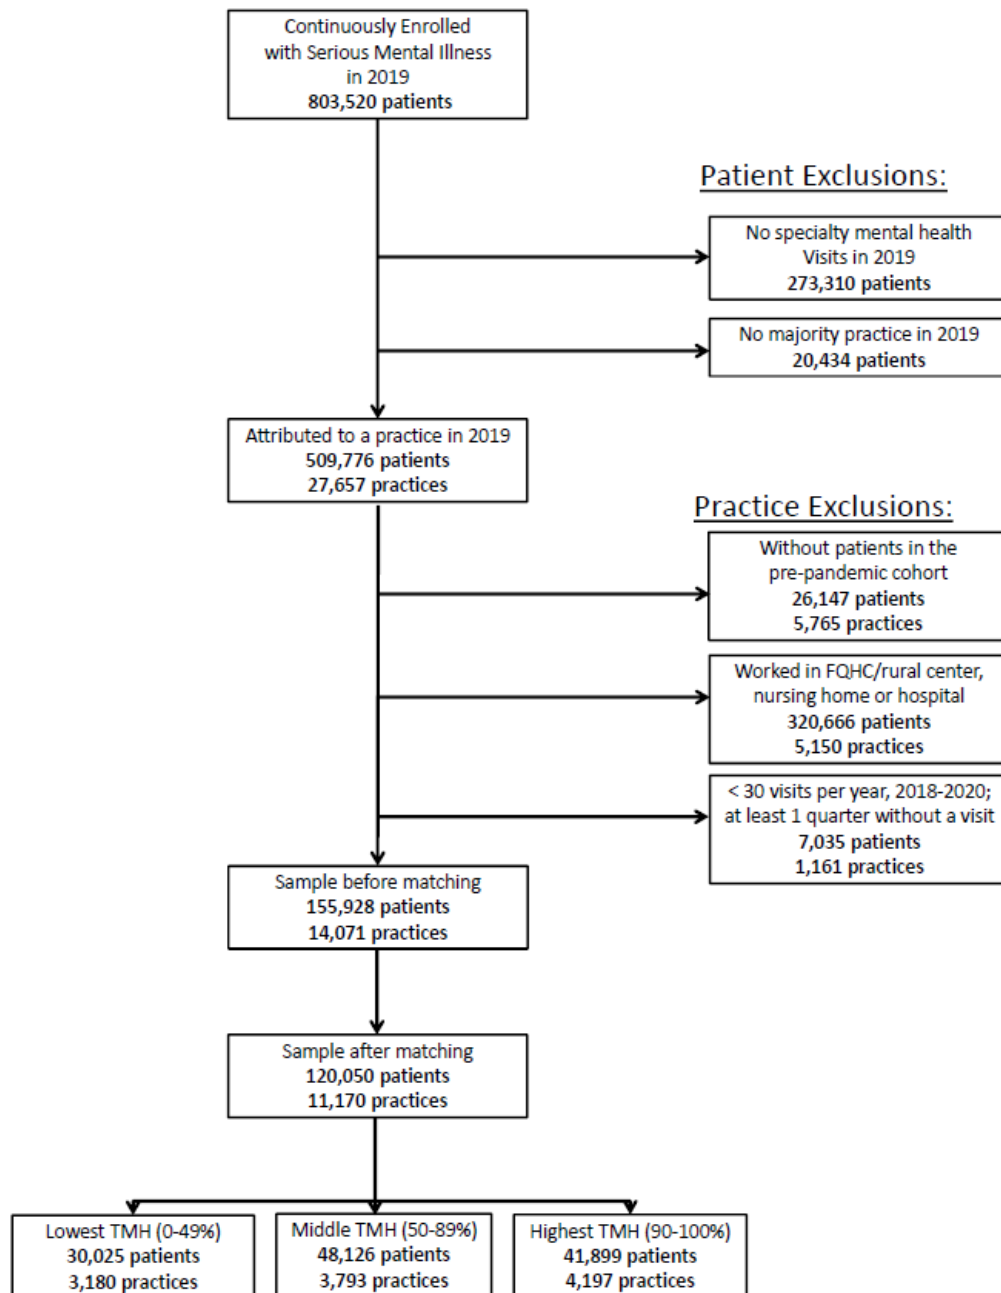 Continuously Enrolled
with Serious Mental Illness
in 2019
803,520 patients
Patient Exclusions:
No specialty mental health
Visits in 2019
273,310 patients
No majority practice in 2019
20,434 patients
Attributed to a practice in 2019
509,776 patients
27,657 practices
Practice Exclusions:
Without patients in the
pre-pandemic cohort
26,147 patients
5,765 practices
Worked in FQHC/rural center,
nursing home or hospital
320,666 patients
5,150 practices
< 30 visits per year, 2018-2020;
at least 1 quarter without a visit
7,035 patients
1,161 practices
Sample before matching
155,928 patients
14,071 practices
Sample after matching
120,050 patients
11,170 practices
Lowest TMH (0-49%)
30,025 patients
3,180 practices
Middle TMH (50-89%)
48,126 patients
3,793 practices
Highest TMH (90-100%)
41,899 patients
4,197 practices